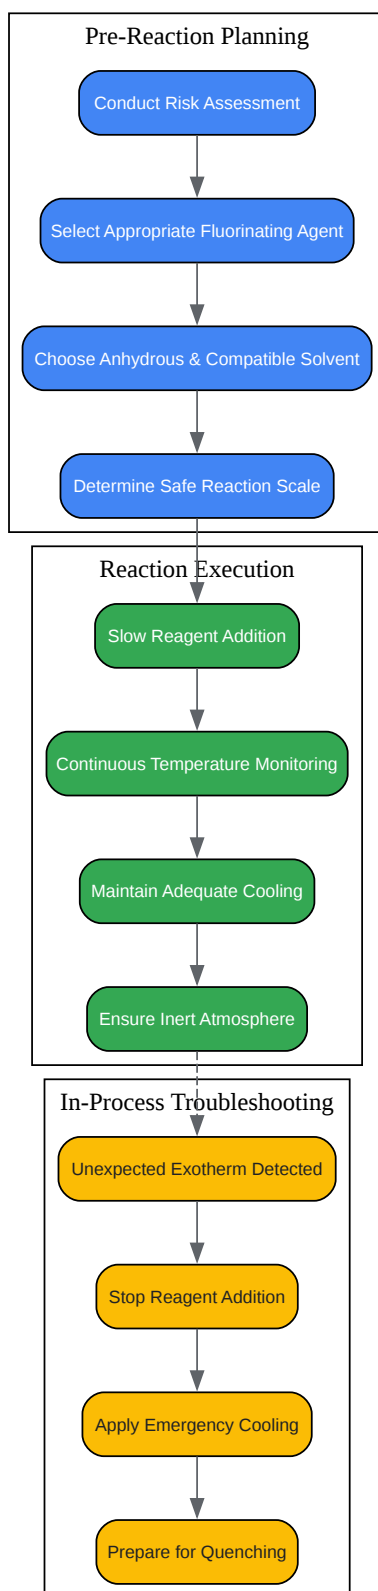 Pre-Reaction Planning
Conduct Risk Assessment
Select Appropriate Fluorinating Agent
Choose Anhydrous & Compatible Solvent
Determine Safe Reaction Scale
Reaction Execution
Slow Reagent Addition
Continuous Temperature Monitoring
Maintain Adequate Cooling
Ensure Inert Atmosphere
In-Process Troubleshooting
Unexpected Exotherm Detected
Stop Reagent Addition
Apply Emergency Cooling
Prepare for Quenching